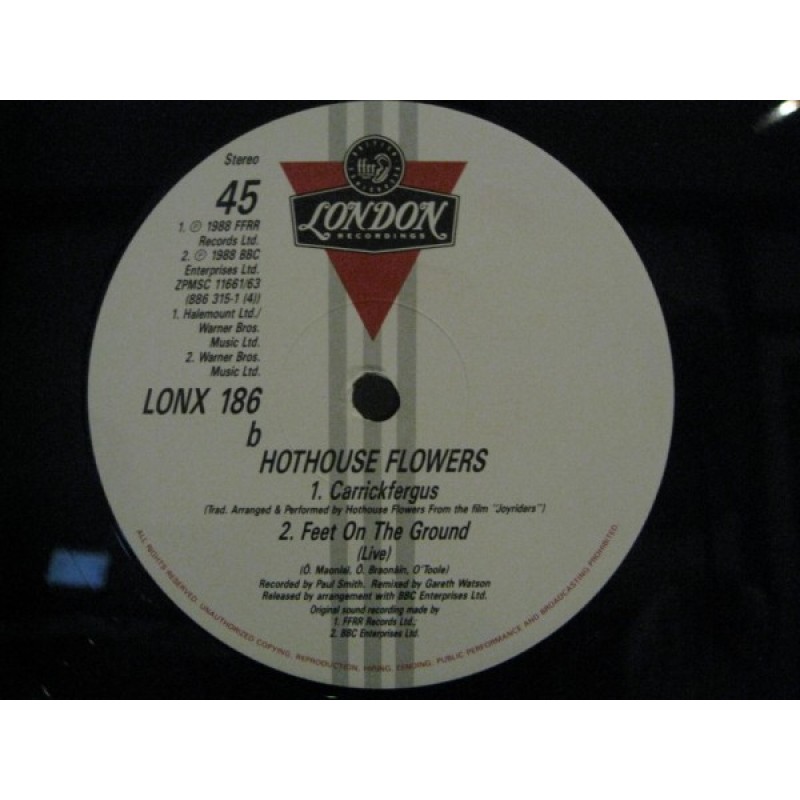 Stereo
45
1. ℗ 1988 FFRR
Records Ltd.
2. ℗ 1988 BBC
Enterprises Ltd.
ZPMSC 11661/63
(886 315-1 (4))
1. Halemount Ltd./
Warner Bros.
Music Ltd.
2. Warner Bros.
Music Ltd.
LONX 186
b
ffrr
LONDON
RECORDINGS
HOTHOUSE FLOWERS
1. Carrickfergus
(Trad. Arranged & Performed by Hothouse Flowers From the film "Joyriders")
2. Feet On The Ground
(Live)
(Ó. Maonlaí, Ó. Braonáin, O'Toole)
Recorded by Paul Smith. Remixed by Gareth Watson
Released by arrangement with BBC Enterprises Ltd.
Original sound recording made by
1. FFRR Records Ltd.;
2. BBC Enterprises Ltd.
ALL RIGHTS RESERVED. UNAUTHORIZED COPYING, REPRODUCTION, HIRING, LENDING, PUBLIC PERFORMANCE AND BROADCASTING PROHIBITED.